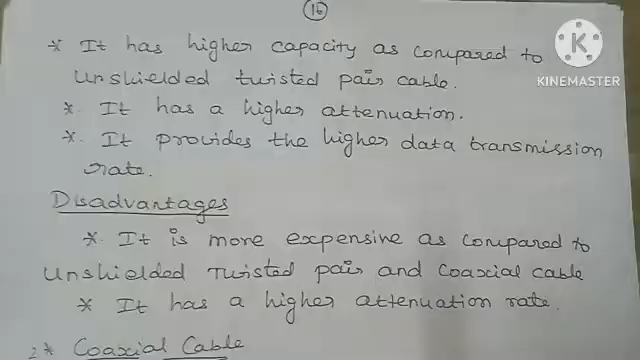 16
* It has higher capacity as compared to
unshielded twisted pair cable.
* It has a higher attenuation.
* It provides the higher data transmission
rate.
Disadvantages
* It is more expensive as compared to
unshielded Twisted pair and coaxial cable
* It has a higher attenuation rate.
2* Coaxial Cable
K
KINEMASTER